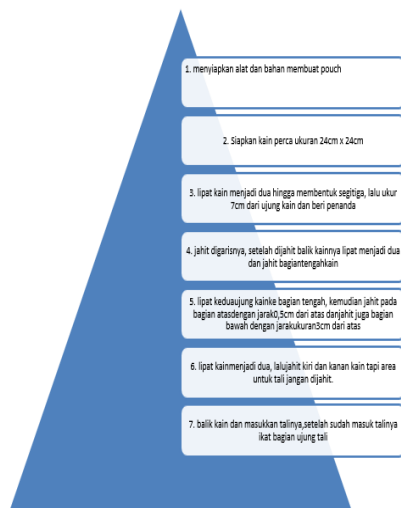 1. menyiapkan alat dan bahan membuat pouch
2. Siapkan kain perca ukuran 24cm x 24cm
3. lipat kain menjadi dua hingga membentuk segitiga, lalu ukur
7cm dari ujung kain dan beri penanda
4. jahit digarisnya, setelah dijahit balik kainnya lipat menjadi dua
dan jahit bagiantengahkain
5. lipat keduaujung kainke bagian tengah, kemudian jahit pada
bagian atasdengan jarak0,5cm dari atas danjahit juga bagian
bawah dengan jarakukuran3cm dari atas
6. lipat kainmenjadi dua, lalujahit kiri dan kanan kain tapi area
untuk tali jangan dijahit.
7. balik kain dan masukkan talinya,setelah sudah masuk talinya
ikat bagian ujung tali